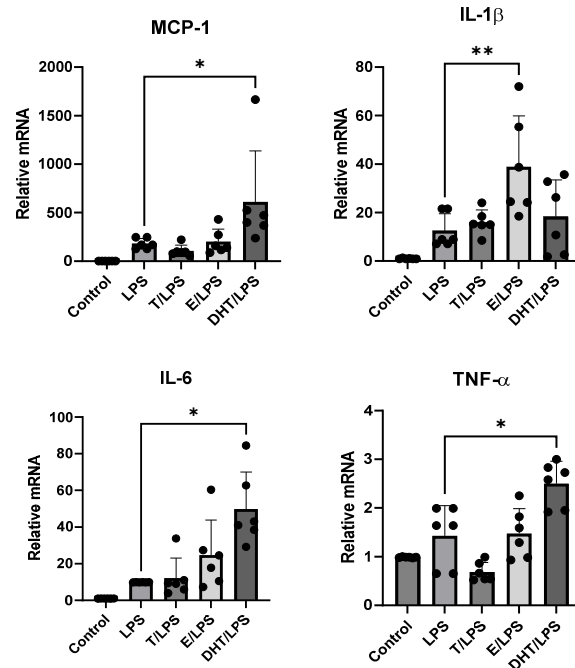 MCP-1
*
Relative mRNA
2000
1500
1000
500
0
Control
LPS
T/LPS
E/LPS
DHT/LPS
IL-1β
**
Relative mRNA
80
60
40
20
0
Control
LPS
T/LPS
E/LPS
DHT/LPS
IL-6
*
Relative mRNA
100
80
60
40
20
0
Control
LPS
T/LPS
E/LPS
DHT/LPS
TNF-α
*
Relative mRNA
4
3
2
1
0
Control
LPS
T/LPS
E/LPS
DHT/LPS